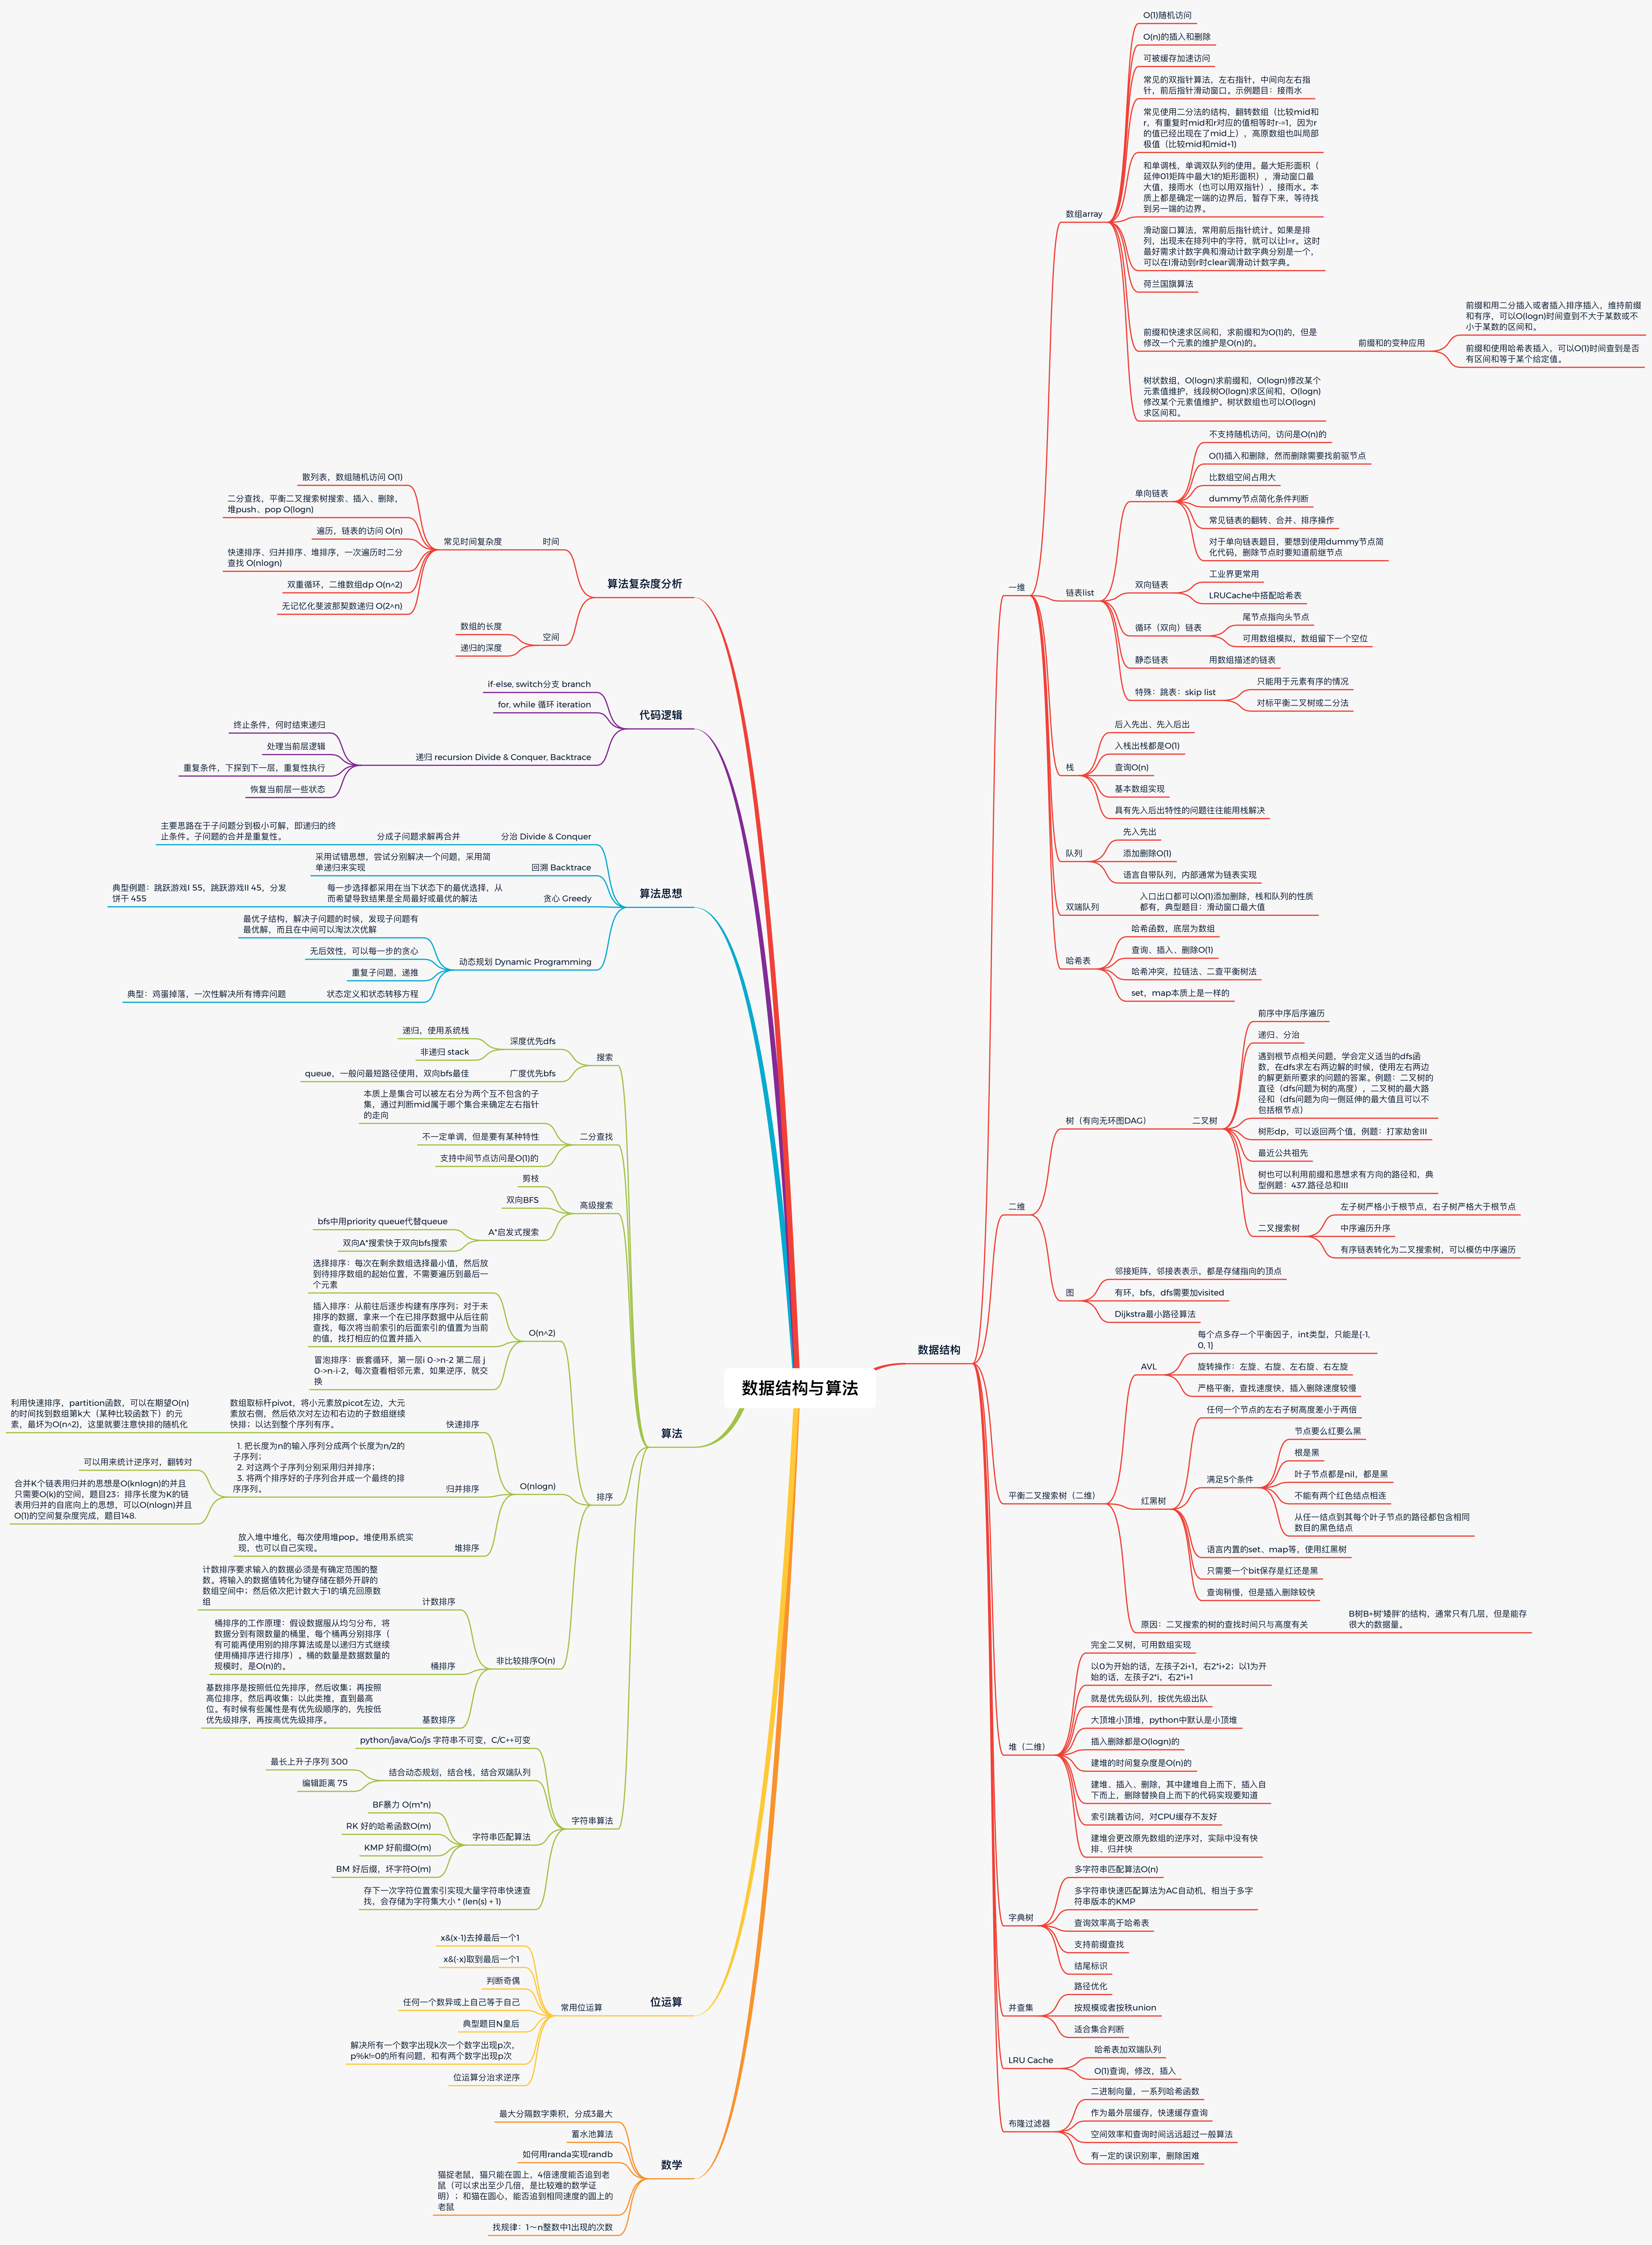 数据结构与算法
算法复杂度分析
时间
常见时间复杂度
散列表，数组随机访问 O(1)
二分查找，平衡二叉搜索树搜索、插入、删除，
堆push、pop O(logn)
遍历，链表的访问 O(n)
快速排序、归并排序、堆排序，一次遍历时二分
查找 O(nlogn)
双重循环，二维数组dp O(n^2)
无记忆化斐波那契数递归 O(2^n)
空间
数组的长度
递归的深度
代码逻辑
if-else, switch分支 branch
for, while 循环 iteration
递归 recursion Divide & Conquer, Backtrace
终止条件，何时结束递归
处理当前层逻辑
重复条件，下探到下一层，重复性执行
恢复当前层一些状态
算法思想
分治 Divide & Conquer
分成子问题求解再合并
主要思路在于子问题分到极小可解，即递归的终
止条件。子问题的合并是重复性。
回溯 Backtrace
采用试错思想，尝试分别解决一个问题，采用简
单递归来实现
贪心 Greedy
每一步选择都采用在当下状态下的最优选择，从
而希望导致结果是全局最好或最优的解法
典型例题：跳跃游戏I 55，跳跃游戏II 45，分发
饼干 455
动态规划 Dynamic Programming
最优子结构，解决子问题的时候，发现子问题有
最优解，而且在中间可以淘汰次优解
无后效性，可以每一步的贪心
重复子问题，递推
状态定义和状态转移方程
典型：鸡蛋掉落，一次性解决所有博弈问题
算法
搜索
深度优先dfs
递归，使用系统栈
非递归 stack
广度优先bfs
queue，一般问最短路径使用，双向bfs最佳
二分查找
本质上是集合可以被左右分为两个互不包含的子
集，通过判断mid属于哪个集合来确定左右指针
的走向
不一定单调，但是要有某种特性
支持中间节点访问是O(1)的
高级搜索
剪枝
双向BFS
A*启发式搜索
bfs中用priority queue代替queue
双向A*搜索快于双向bfs搜索
排序
O(n^2)
选择排序：每次在剩余数组选择最小值，然后放
到待排序数组的起始位置，不需要遍历到最后一
个元素
插入排序：从前往后逐步构建有序序列；对于未
排序的数据，拿来一个在已排序数据中从后往前
查找，每次将当前索引的后面索引的值置为当前
的值，找打相应的位置并插入
冒泡排序：嵌套循环，第一层i 0->n-2 第二层 j
0->n-i-2，每次查看相邻元素，如果逆序，就交
换
O(nlogn)
快速排序
数组取标杆pivot，将小元素放picot左边，大元
素放右侧，然后依次对左边和右边的子数组继续
快排；以达到整个序列有序。
利用快速排序，partition函数，可以在期望O(n)
的时间找到数组第k大（某种比较函数下）的元
素，最坏为O(n^2)，这里就要注意快排的随机化
归并排序
1. 把长度为n的输入序列分成两个长度为n/2的
子序列；
2. 对这两个子序列分别采用归并排序；
3. 将两个排序好的子序列合并成一个最终的排
序序列。
可以用来统计逆序对，翻转对
合并K个链表用归并的思想是O(knlogn)的并且
只需要O(k)的空间，题目23；排序长度为K的链
表用归并的自底向上的思想，可以O(nlogn)并且
O(1)的空间复杂度完成，题目148.
堆排序
放入堆中堆化，每次使用堆pop。堆使用系统实
现，也可以自己实现。
非比较排序O(n)
计数排序
计数排序要求输入的数据必须是有确定范围的整
数。将输入的数据值转化为键存储在额外开辟的
数组空间中；然后依次把计数大于1的填充回原数
组
桶排序
桶排序的工作原理：假设数据服从均匀分布，将
数据分到有限数量的桶里，每个桶再分别排序（
有可能再使用别的排序算法或是以递归方式继续
使用桶排序进行排序）。桶的数量是数据数量的
规模时，是O(n)的。
基数排序
基数排序是按照低位先排序，然后收集；再按照
高位排序，然后再收集；以此类推，直到最高
位。有时候有些属性是有优先级顺序的，先按低
优先级排序，再按高优先级排序。
字符串算法
python/java/Go/js 字符串不可变，C/C++可变
结合动态规划，结合栈，结合双端队列
最长上升子序列 300
编辑距离 75
字符串匹配算法
BF暴力 O(m*n)
RK 好的哈希函数O(m)
KMP 好前缀O(m)
BM 好后缀，坏字符O(m)
存下一次字符位置索引实现大量字符串快速查
找，会存储为字符集大小 * (len(s) + 1)
位运算
常用位运算
x&(x-1)去掉最后一个1
x&(-x)取到最后一个1
判断奇偶
任何一个数异或上自己等于自己
典型题目N皇后
解决所有一个数字出现k次一个数字出现p次，
p%k!=0的所有问题，和有两个数字出现p次
位运算分治求逆序
数学
最大分隔数字乘积，分成3最大
蓄水池算法
如何用randa实现randb
猫捉老鼠，猫只能在圆上，4倍速度能否追到老
鼠（可以求出至少几倍，是比较难的数学证
明）；和猫在圆心，能否追到相同速度的圆上的
老鼠
找规律：1～n整数中1出现的次数
数据结构
一维
数组array
O(1)随机访问
O(n)的插入和删除
可被缓存加速访问
常见的双指针算法，左右指针，中间向左右指
针，前后指针滑动窗口。示例题目：接雨水
常见使用二分法的结构，翻转数组（比较mid和
r，有重复时mid和r对应的值相等时r-=1，因为r
的值已经出现在了mid上），高原数组也叫局部
极值（比较mid和mid+1)
和单调栈，单调双队列的使用。最大矩形面积（
延伸01矩阵中最大1的矩形面积），滑动窗口最
大值，接雨水（也可以用双指针），接雨水。本
质上都是确定一端的边界后，暂存下来，等待找
到另一端的边界。
滑动窗口算法，常用前后指针统计。如果是排
列，出现未在排列中的字符，就可以让l=r。这时
最好需求计数字典和滑动计数字典分别是一个，
可以在l滑动到r时clear调滑动计数字典。
荷兰国旗算法
前缀和快速求区间和，求前缀和为O(1)的，但是
修改一个元素的维护是O(n)的。
前缀和的变种应用
前缀和用二分插入或者插入排序插入，维持前缀
和有序，可以O(logn)时间查到不大于某数或不
小于某数的区间和。
前缀和使用哈希表插入，可以O(1)时间查到是否
有区间和等于某个给定值。
树状数组，O(logn)求前缀和，O(logn)修改某个
元素值维护，线段树O(logn)求区间和，O(logn)
修改某个元素值维护。树状数组也可以O(logn)
求区间和。
链表list
单向链表
不支持随机访问，访问是O(n)的
O(1)插入和删除，然而删除需要找前驱节点
比数组空间占用大
dummy节点简化条件判断
常见链表的翻转、合并、排序操作
对于单向链表题目，要想到使用dummy节点简
化代码，删除节点时要知道前继节点
双向链表
工业界更常用
LRUCache中搭配哈希表
循环（双向）链表
尾节点指向头节点
可用数组模拟，数组留下一个空位
静态链表
用数组描述的链表
特殊：跳表：skip list
只能用于元素有序的情况
对标平衡二叉树或二分法
栈
后入先出、先入后出
入栈出栈都是O(1)
查询O(n)
基本数组实现
具有先入后出特性的问题往往能用栈解决
队列
先入先出
添加删除O(1)
语言自带队列，内部通常为链表实现
双端队列
入口出口都可以O(1)添加删除，栈和队列的性质
都有，典型题目：滑动窗口最大值
哈希表
哈希函数，底层为数组
查询、插入、删除O(1)
哈希冲突，拉链法、二查平衡树法
set，map本质上是一样的
二维
树（有向无环图DAG）
二叉树
前序中序后序遍历
递归、分治
遇到根节点相关问题，学会定义适当的dfs函
数，在dfs求左右两边解的时候，使用左右两边
的解更新所要求的问题的答案。例题：二叉树的
直径（dfs问题为树的高度），二叉树的最大路
径和（dfs问题为向一侧延伸的最大值且可以不
包括根节点）
树形dp，可以返回两个值，例题：打家劫舍III
最近公共祖先
树也可以利用前缀和思想求有方向的路径和，典
型例题：437.路径总和III
二叉搜索树
左子树严格小于根节点，右子树严格大于根节点
中序遍历升序
有序链表转化为二叉搜索树，可以模仿中序遍历
图
邻接矩阵，邻接表表示，都是存储指向的顶点
有环，bfs，dfs需要加visited
Dijkstra最小路径算法
平衡二叉搜索树（二维）
AVL
每个点多存一个平衡因子，int类型，只能是{-1,
0, 1}
旋转操作：左旋、右旋、左右旋、右左旋
严格平衡，查找速度快，插入删除速度较慢
红黑树
任何一个节点的左右子树高度差小于两倍
满足5个条件
节点要么红要么黑
根是黑
叶子节点都是nil，都是黑
不能有两个红色结点相连
从任一结点到其每个叶子节点的路径都包含相同
数目的黑色结点
语言内置的set、map等，使用红黑树
只需要一个bit保存是红还是黑
查询稍慢，但是插入删除较快
原因：二叉搜索的树的查找时间只与高度有关
B树B+树‘矮胖’的结构，通常只有几层，但是能存
很大的数据量。
堆（二维）
完全二叉树，可用数组实现
以0为开始的话，左孩子2i+1，右2*i+2；以1为开
始的话，左孩子2*i，右2*i+1
就是优先级队列，按优先级出队
大顶堆小顶堆，python中默认是小顶堆
插入删除都是O(logn)的
建堆的时间复杂度是O(n)的
建堆、插入、删除，其中建堆自上而下，插入自
下而上，删除替换自上而下的代码实现要知道
索引跳着访问，对CPU缓存不友好
建堆会更改原先数组的逆序对，实际中没有快
排、归并快
字典树
多字符串匹配算法O(n)
多字符串快速匹配算法为AC自动机，相当于多字
符串版本的KMP
查询效率高于哈希表
支持前缀查找
结尾标识
并查集
路径优化
按规模或者按秩union
适合集合判断
LRU Cache
哈希表加双端队列
O(1)查询，修改，插入
布隆过滤器
二进制向量，一系列哈希函数
作为最外层缓存，快速缓存查询
空间效率和查询时间远远超过一般算法
有一定的误识别率，删除困难